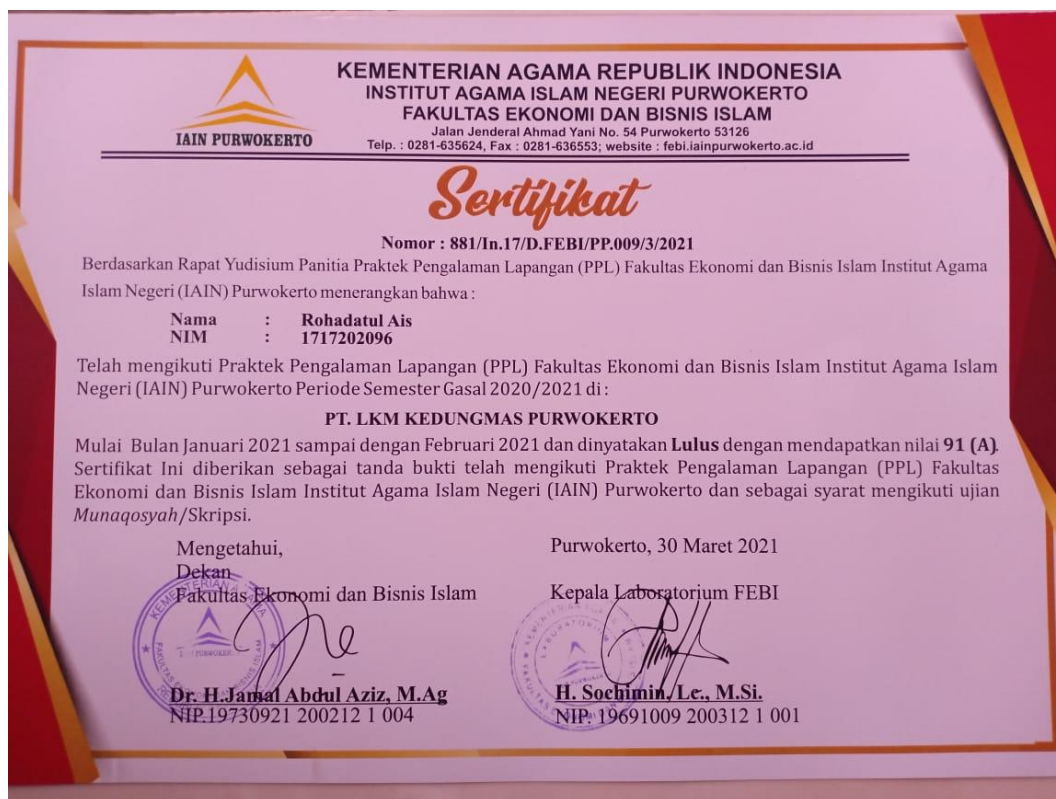 IAIN PURWOKERTO
KEMENTERIAN AGAMA REPUBLIK INDONESIA
INSTITUT AGAMA ISLAM NEGERI PURWOKERTO
FAKULTAS EKONOMI DAN BISNIS ISLAM
Jalan Jenderal Ahmad Yani No. 54 Purwokerto 53126
Telp. : 0281-635624, Fax : 0281-636553; website : febi.iainpurwokerto.ac.id
Sertifikat
Nomor : 881/In.17/D.FEBI/PP.009/3/2021
Berdasarkan Rapat Yudisium Panitia Praktek Pengalaman Lapangan (PPL) Fakultas Ekonomi dan Bisnis Islam Institut Agama
Islam Negeri (IAIN) Purwokerto menerangkan bahwa :
Nama : Rohadatul Ais
NIM : 1717202096
Telah mengikuti Praktek Pengalaman Lapangan (PPL) Fakultas Ekonomi dan Bisnis Islam Institut Agama Islam
Negeri (IAIN) Purwokerto Periode Semester Gasal 2020/2021 di :
PT. LKM KEDUNGMAS PURWOKERTO
Mulai Bulan Januari 2021 sampai dengan Februari 2021 dan dinyatakan Lulus dengan mendapatkan nilai 91 (A).
Sertifikat Ini diberikan sebagai tanda bukti telah mengikuti Praktek Pengalaman Lapangan (PPL) Fakultas
Ekonomi dan Bisnis Islam Institut Agama Islam Negeri (IAIN) Purwokerto dan sebagai syarat mengikuti ujian
Munaqosyah/Skripsi.
Mengetahui,
Dekan
Fakultas Ekonomi dan Bisnis Islam
KEMENTERIAN AGAMA
Dr. H.Jamal Abdul Aziz, M.Ag
NIP.19730921 200212 1 004
Purwokerto, 30 Maret 2021
Kepala Laboratorium FEBI
LABORATORIUM
H. Sochimin, Lc., M.Si.
NIP. 19691009 200312 1 001